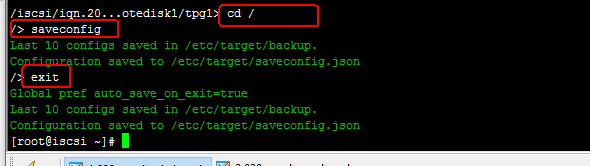 /iscsi/iqn.20...otedisk1/tpg1> cd /
/> saveconfig
Last 10 configs saved in /etc/target/backup.
Configuration saved to /etc/target/saveconfig.json
/> exit
Global pref auto_save_on_exit=true
Last 10 configs saved in /etc/target/backup.
Configuration saved to /etc/target/saveconfig.json
[root@iscsi ~]#